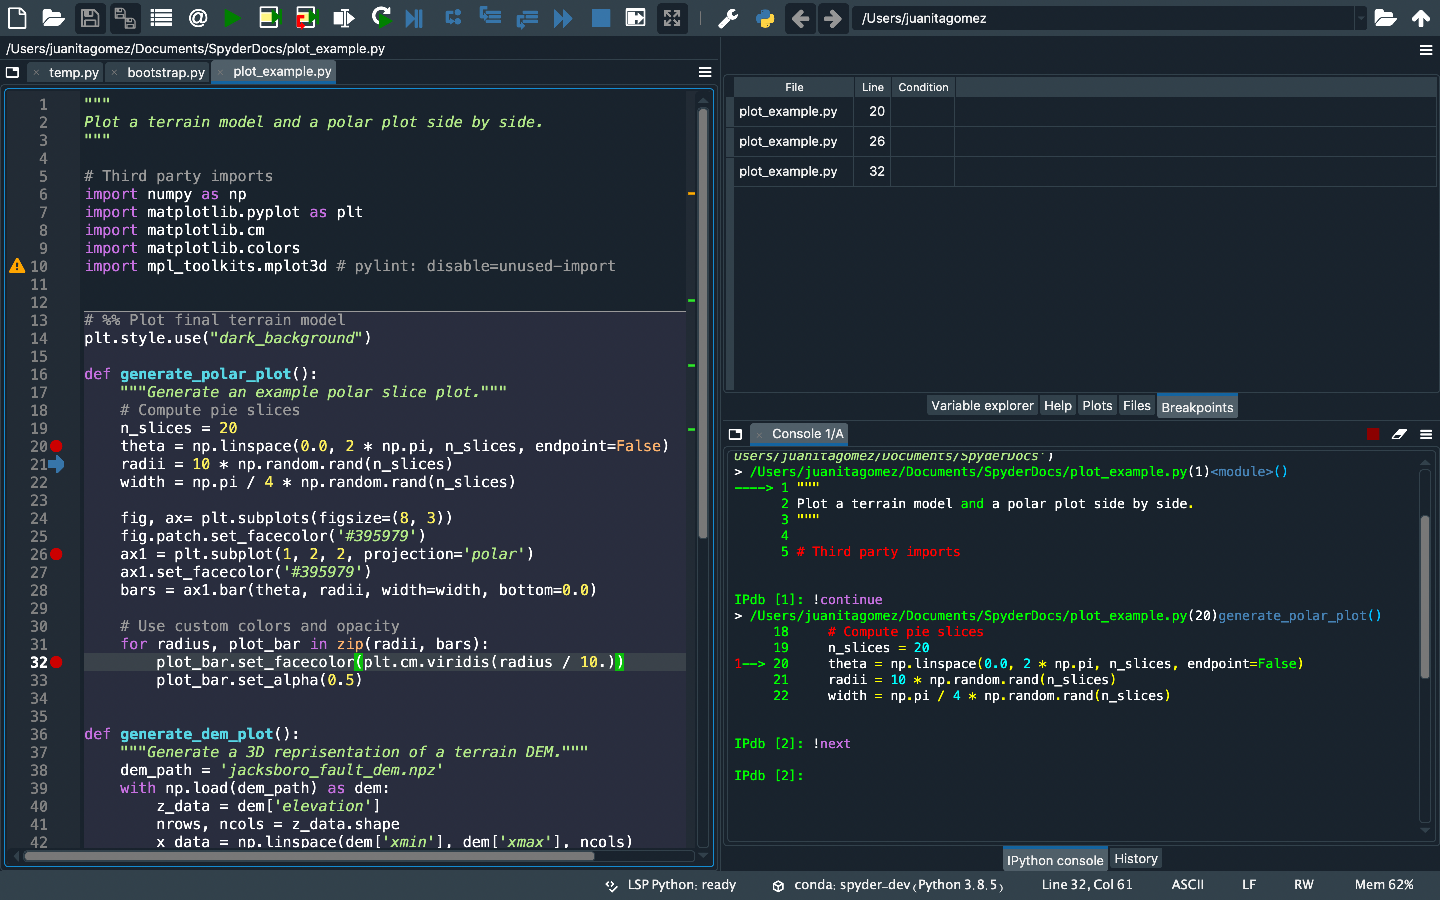 /Users/juanitagomez
/Users/juanitagomez/Documents/SpyderDocs/plot_example.py
temp.py
bootstrap.py
plot_example.py
1 """
2 Plot a terrain model and a polar plot side by side.
3 """
4
5 # Third party imports
6 import numpy as np
7 import matplotlib.pyplot as plt
8 import matplotlib.cm
9 import matplotlib.colors
10 import mpl_toolkits.mplot3d # pylint: disable=unused-import
11
12
13 # %% Plot final terrain model
14 plt.style.use("dark_background")
15
16 def generate_polar_plot():
17 """Generate an example polar slice plot."""
18 # Compute pie slices
19 n_slices = 20
20 theta = np.linspace(0.0, 2 * np.pi, n_slices, endpoint=False)
21 radii = 10 * np.random.rand(n_slices)
22 width = np.pi / 4 * np.random.rand(n_slices)
23
24 fig, ax= plt.subplots(figsize=(8, 3))
25 fig.patch.set_facecolor('#395979')
26 ax1 = plt.subplot(1, 2, 2, projection='polar')
27 ax1.set_facecolor('#395979')
28 bars = ax1.bar(theta, radii, width=width, bottom=0.0)
29
30 # Use custom colors and opacity
31 for radius, plot_bar in zip(radii, bars):
32 plot_bar.set_facecolor(plt.cm.viridis(radius / 10.))
33 plot_bar.set_alpha(0.5)
34
35
36 def generate_dem_plot():
37 """Generate a 3D reprisentation of a terrain DEM."""
38 dem_path = 'jacksboro_fault_dem.npz'
39 with np.load(dem_path) as dem:
40 z_data = dem['elevation']
41 nrows, ncols = z_data.shape
42 x_data = np.linspace(dem['xmin'], dem['xmax'], ncols)
File Line Condition
plot_example.py 20
plot_example.py 26
plot_example.py 32
Variable explorer Help Plots Files Breakpoints
Console 1/A
Users/juanitagomez/Documents/SpyderDocs')
> /Users/juanitagomez/Documents/SpyderDocs/plot_example.py(1)<module>()
----> 1 """
2 Plot a terrain model and a polar plot side by side.
3 """
4
5 # Third party imports
IPdb [1]: !continue
> /Users/juanitagomez/Documents/SpyderDocs/plot_example.py(20)generate_polar_plot()
18 # Compute pie slices
19 n_slices = 20
1--> 20 theta = np.linspace(0.0, 2 * np.pi, n_slices, endpoint=False)
21 radii = 10 * np.random.rand(n_slices)
22 width = np.pi / 4 * np.random.rand(n_slices)
IPdb [2]: !next
IPdb [2]:
IPython console History
LSP Python: ready conda: spyder-dev (Python 3.8.5) Line 32, Col 61 ASCII LF RW Mem 62%